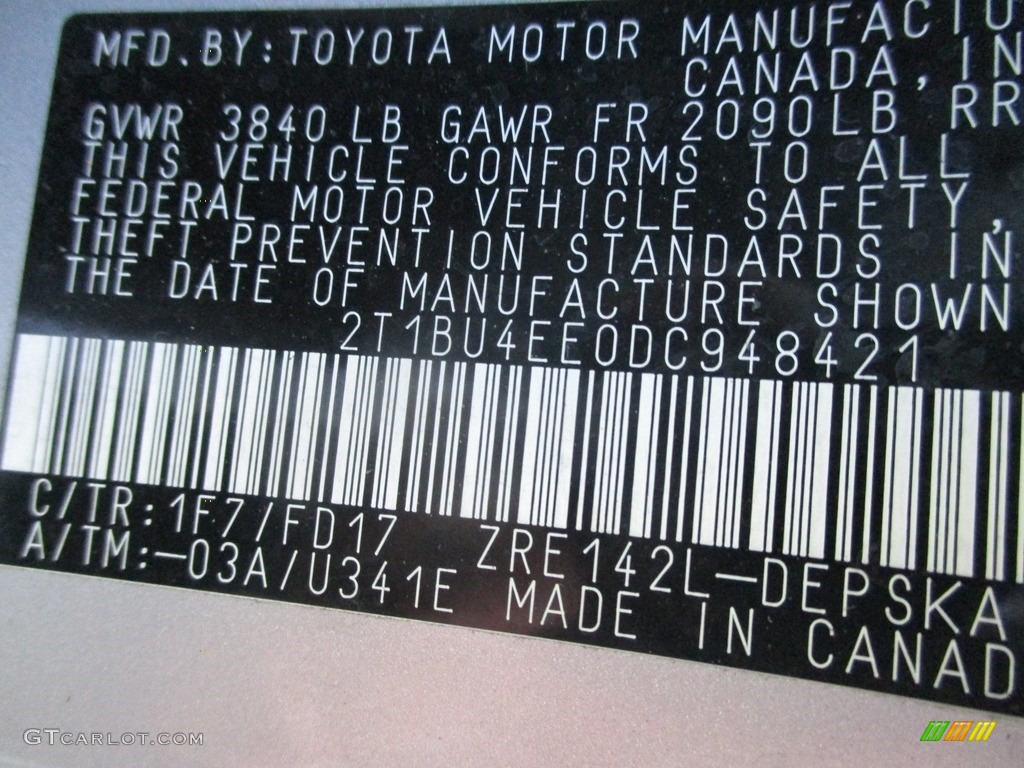 MFD. BY: TOYOTA MOTOR MANUFACTU
CANADA, IN
GVWR 3840 LB GAWR FR 2090LB RR
THIS VEHICLE CONFORMS TO ALL
FEDERAL MOTOR VEHICLE SAFETY,
THEFT PREVENTION STANDARDS IN
THE DATE OF MANUFACTURE SHOWN
2T1BU4EE0DC948421
C/TR: 1F7/FD17 ZRE142L-DEPSKA
A/TM:-03A/U341E MADE IN CANAD
GTCARLOT.COM